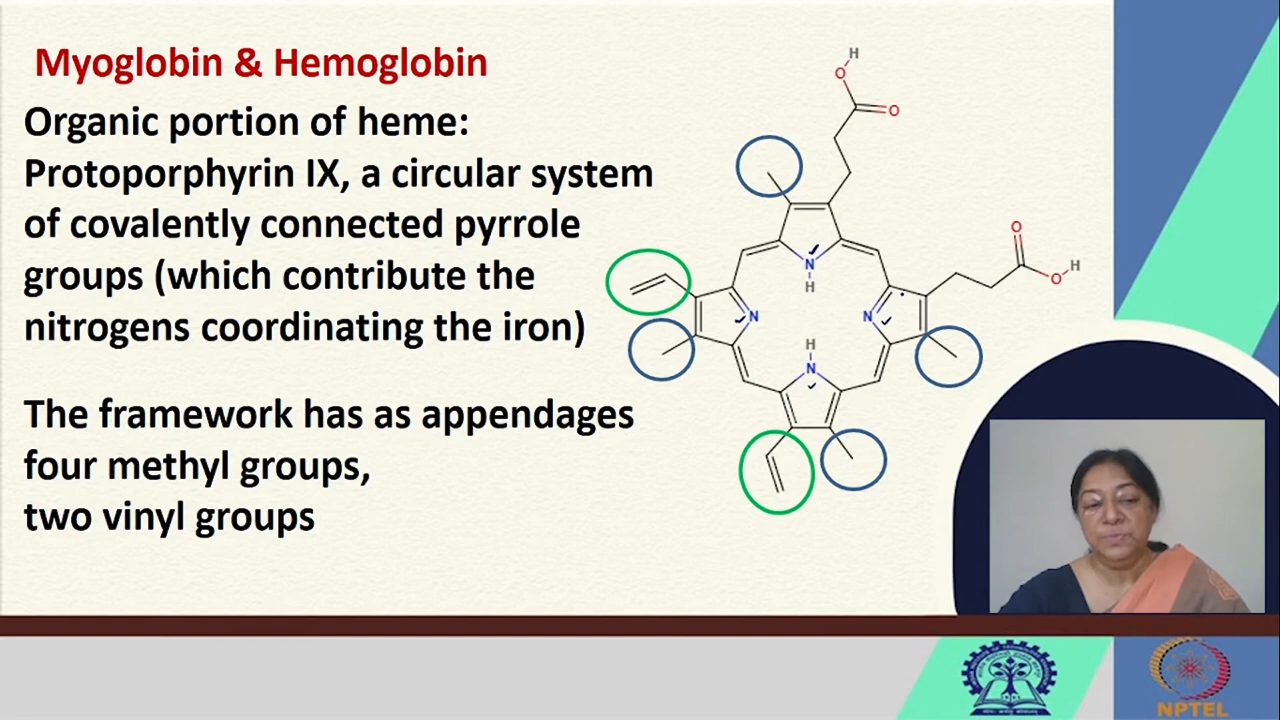 Myoglobin & Hemoglobin
Organic portion of heme:
Protoporphyrin IX, a circular system
of covalently connected pyrrole
groups (which contribute the
nitrogens coordinating the iron)
The framework has as appendages
four methyl groups,
two vinyl groups
H
O
O
O
O
H
N
H
N
N
H
N
NPTEL